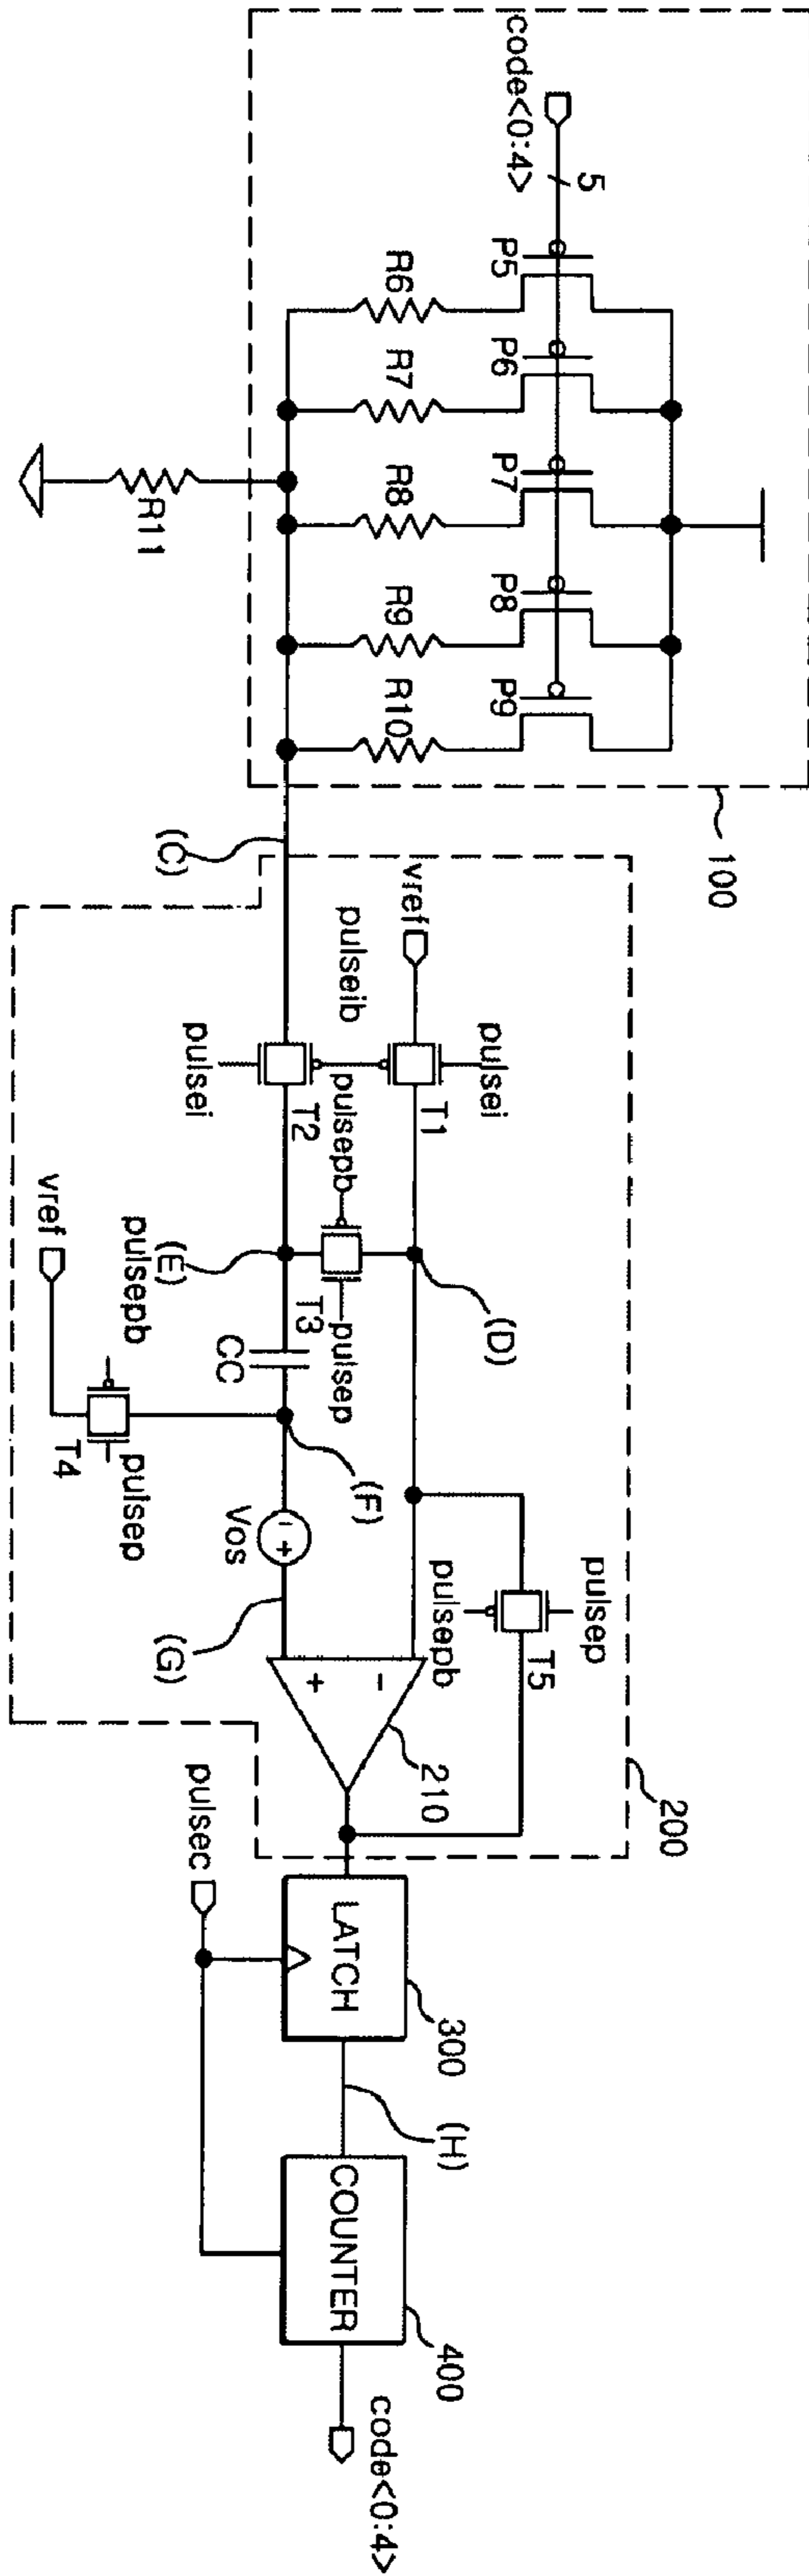 code<0:4>
5
P5
P6
P7
P8
P9
R6
R7
R8
R9
R10
R11
100
(C)
vref
pulsei
T1
pulseib
T2
pulsei
pulsepb
T3
pulsep
(D)
(E)
CC
(F)
vref
pulsepb
T4
pulsep
Vos
- +
(G)
pulsep
T5
pulsepb
-
+
210
200
pulsec
LATCH
300
(H)
COUNTER
400
code<0:4>